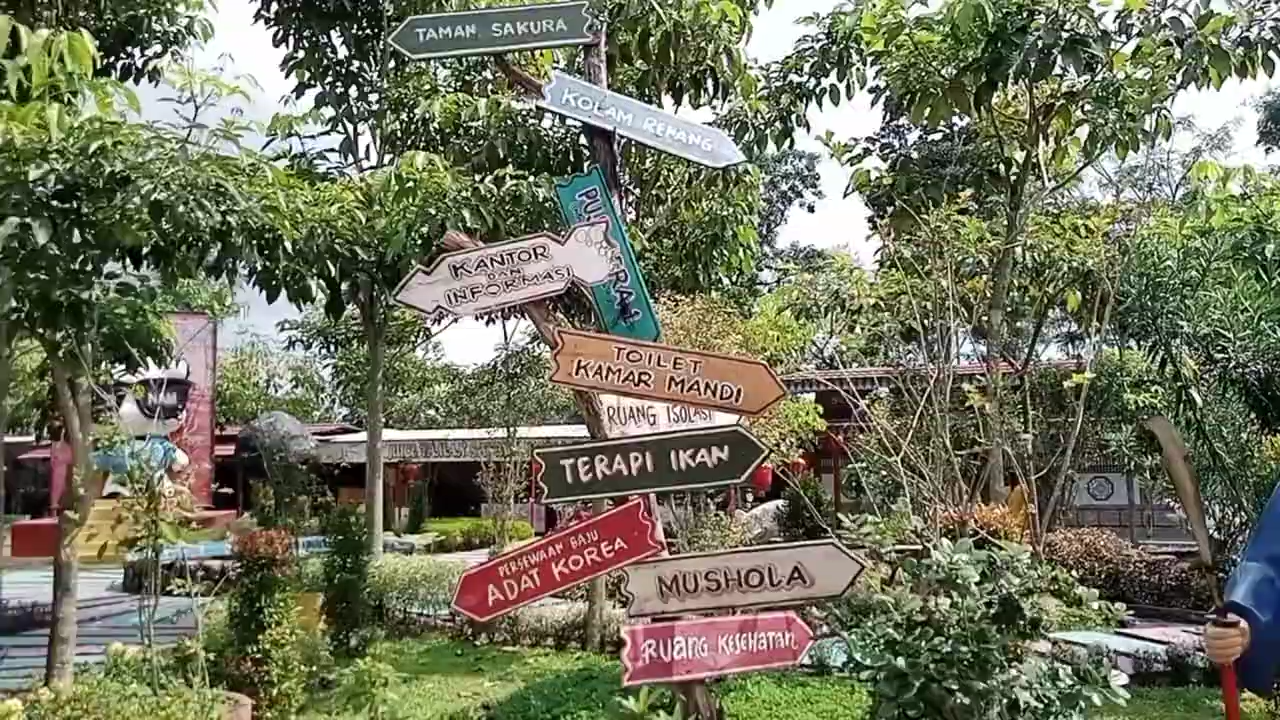 TAMAN SAKURA
KOLAM RENANG
KANTOR
DAN
INFORMASI
TOILET
KAMAR MANDI
RUANG ISOLASI
TERAPI IKAN
PERSEWAAN BAJU
ADAT KOREA
MUSHOLA
RUANG KESEHATAN